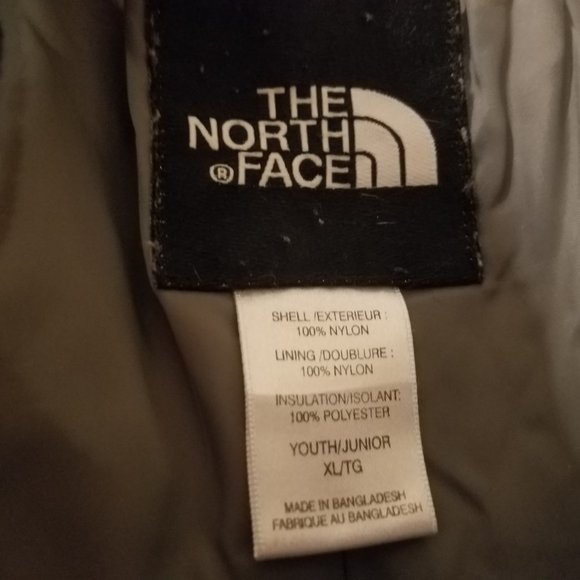 THE
NORTH
® FACE
SHELL /EXTERIEUR :
100% NYLON
LINING /DOUBLURE :
100% NYLON
INSULATION/ISOLANT:
100% POLYESTER
YOUTH/JUNIOR
XL/TG
MADE IN BANGLADESH
FABRIQUE AU BANGLADESH